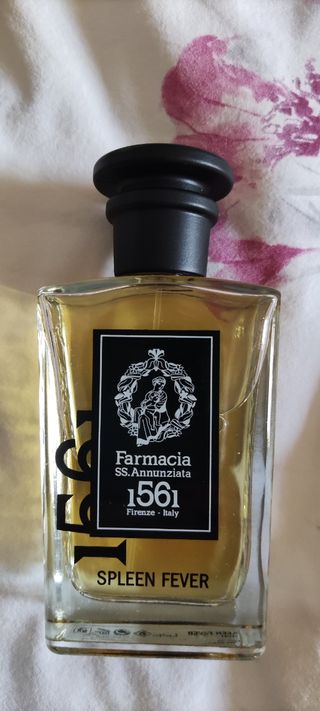 Farmacia
SS.Annunziata
1561
Firenze - Italy
1561
SPLEEN FEVER